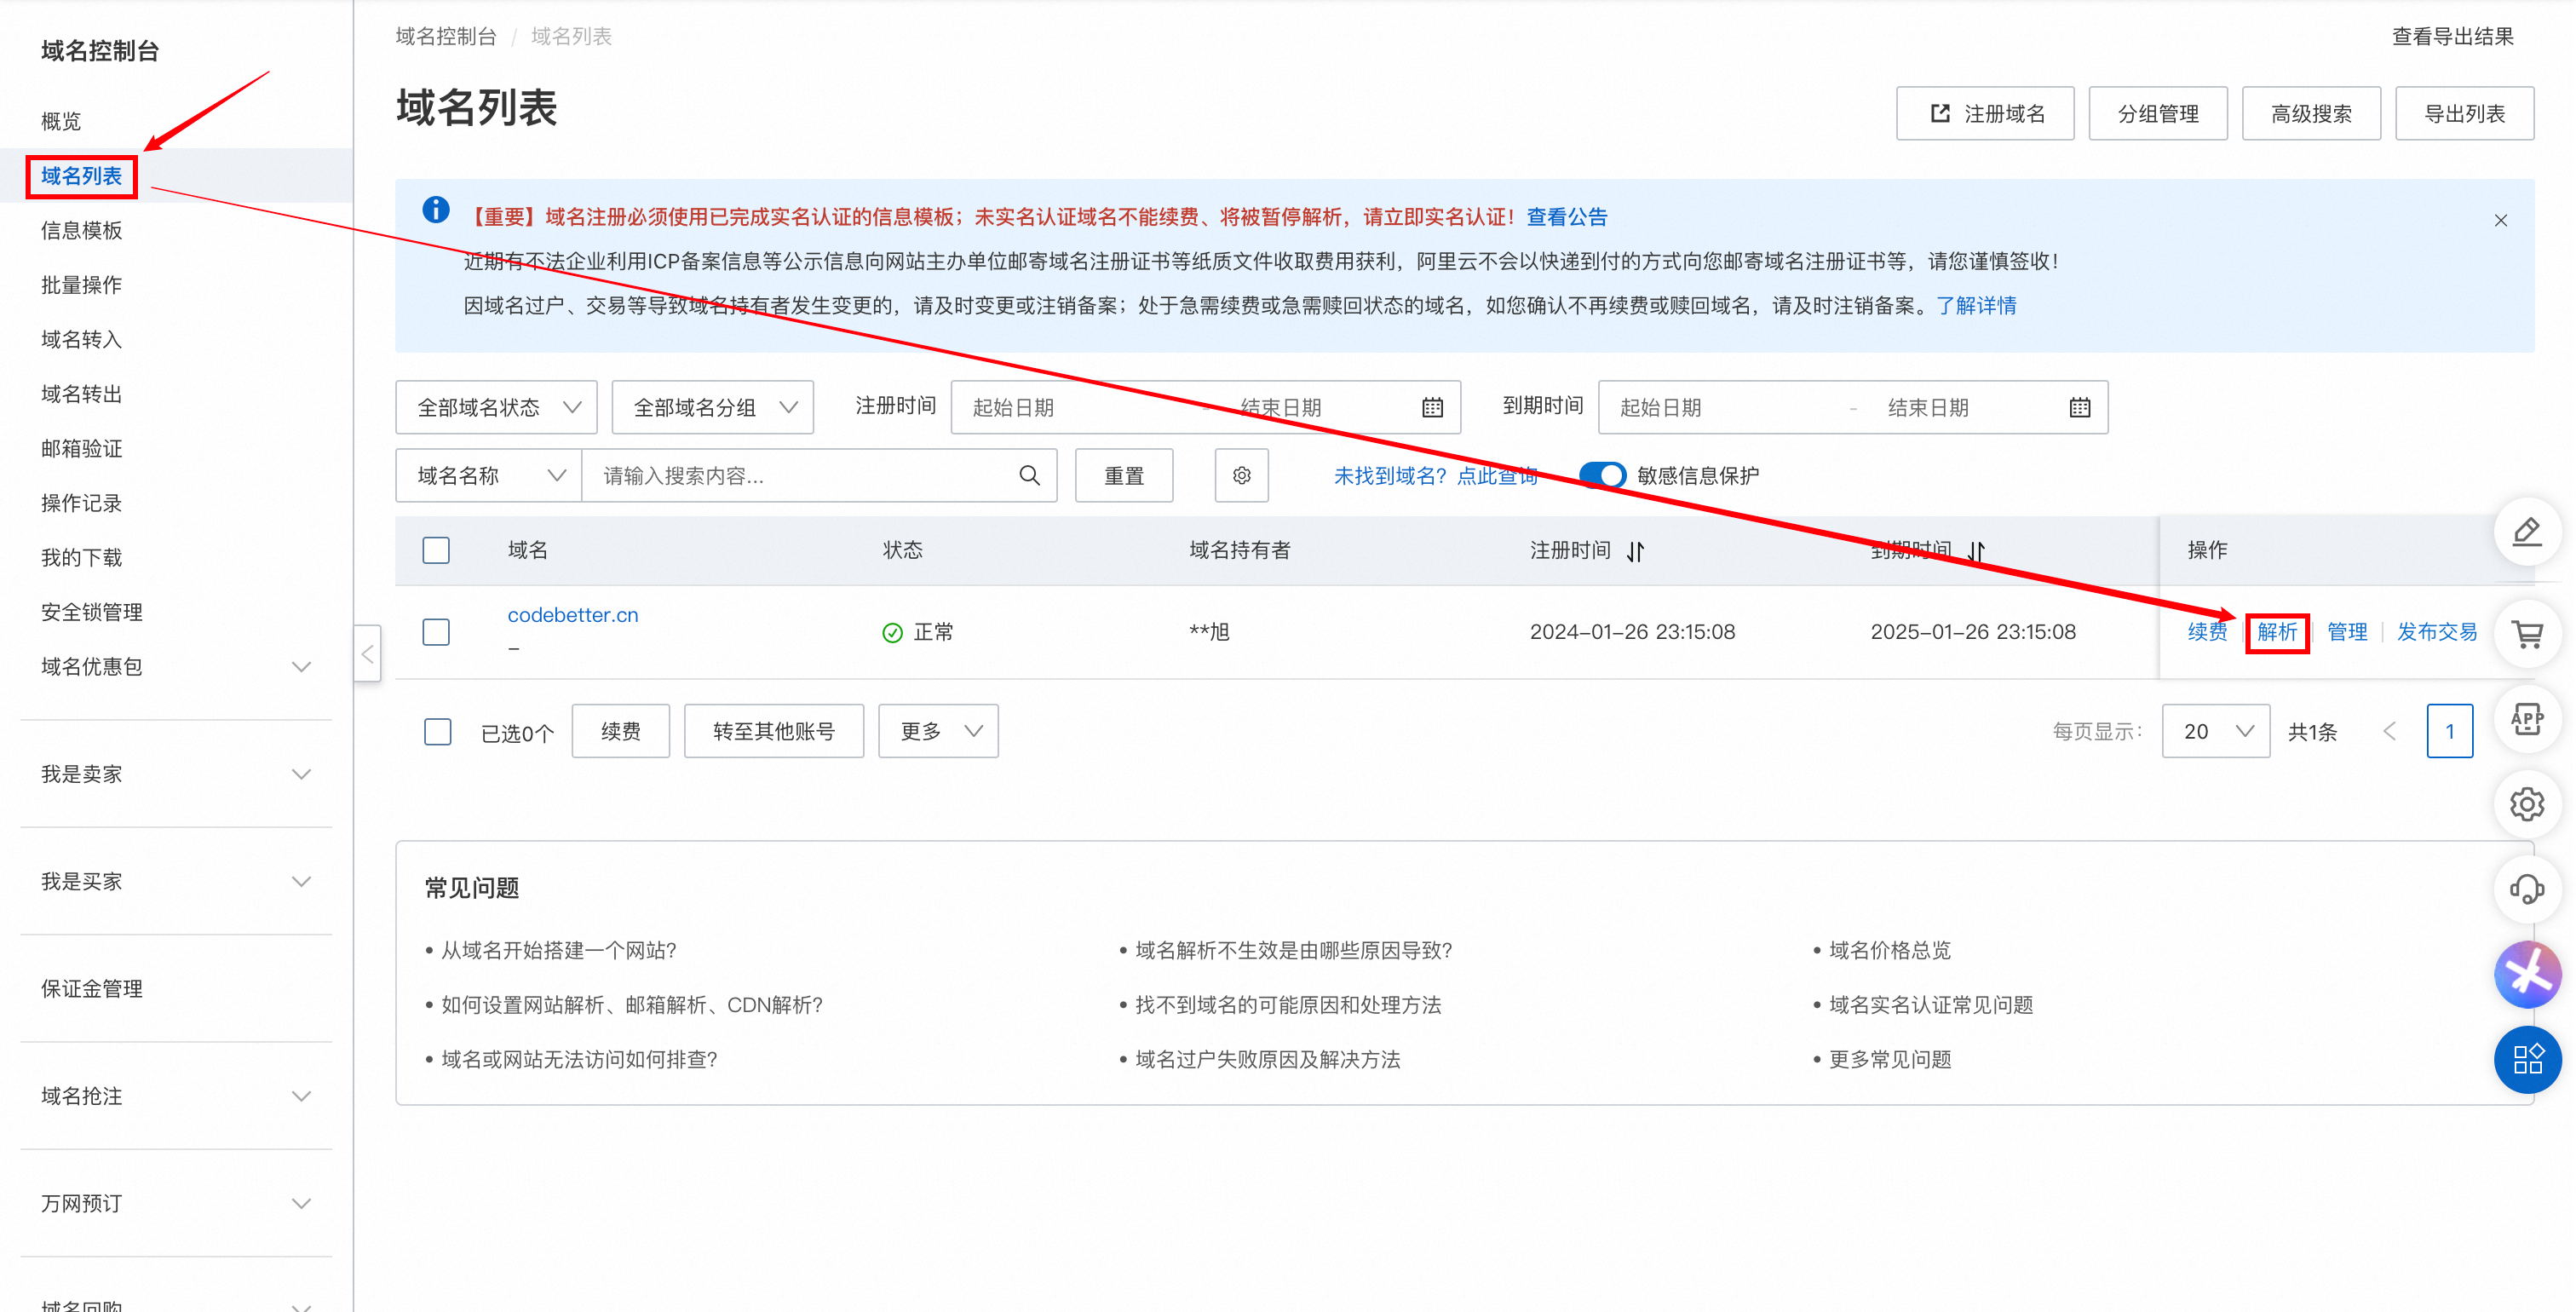 域名控制台
概览
域名列表
信息模板
批量操作
域名转入
域名转出
邮箱验证
操作记录
我的下载
安全锁管理
域名优惠包
我是卖家
我是买家
保证金管理
域名抢注
万网预订
域名回购
域名控制台 / 域名列表
查看导出结果
域名列表
注册域名 分组管理 高级搜索 导出列表
【重要】域名注册必须使用已完成实名认证的信息模板；未实名认证域名不能续费、将被暂停解析，请立即实名认证！查看公告
近期有不法企业利用ICP备案信息等公示信息向网站主办单位邮寄域名注册证书等纸质文件收取费用获利，阿里云不会以快递到付的方式向您邮寄域名注册证书等，请您谨慎签收！
因域名过户、交易等导致域名持有者发生变更的，请及时变更或注销备案；处于急需续费或急需赎回状态的域名，如您确认不再续费或赎回域名，请及时注销备案。了解详情
全部域名状态 全部域名分组 注册时间 起始日期 - 结束日期 到期时间 起始日期 - 结束日期
域名名称 请输入搜索内容... 重置 未找到域名？点此查询 敏感信息保护
域名 状态 域名持有者 注册时间 到期时间 操作
codebetter.cn 正常 **旭 2024-01-26 23:15:08 2025-01-26 23:15:08 续费 解析 管理 发布交易
-
已选0个 续费 转至其他账号 更多 每页显示： 20 共1条 1
APP
常见问题
• 从域名开始搭建一个网站? • 域名解析不生效是由哪些原因导致? • 域名价格总览
• 如何设置网站解析、邮箱解析、CDN解析? • 找不到域名的可能原因和处理方法 • 域名实名认证常见问题
• 域名或网站无法访问如何排查? • 域名过户失败原因及解决方法 • 更多常见问题